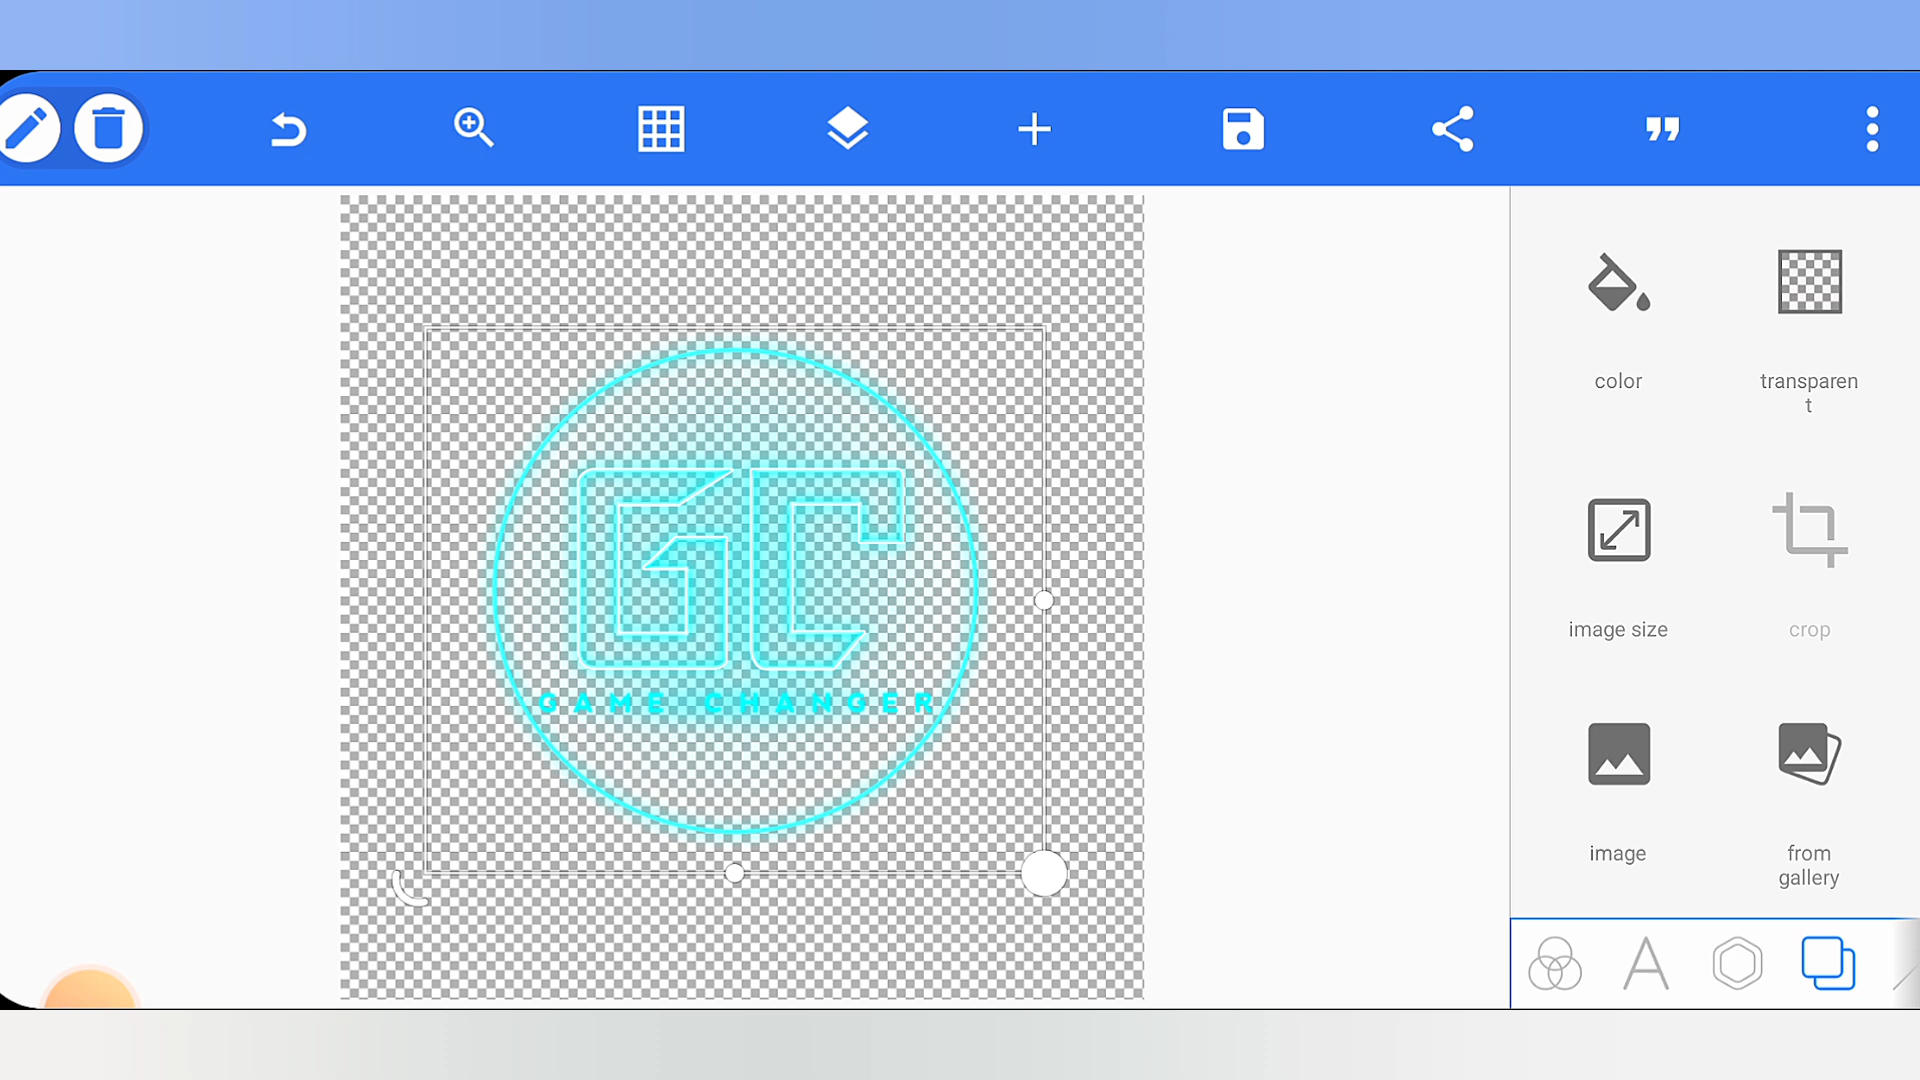 color
transparen
t
GC
GAME CHANGER
image size
crop
image
from
gallery